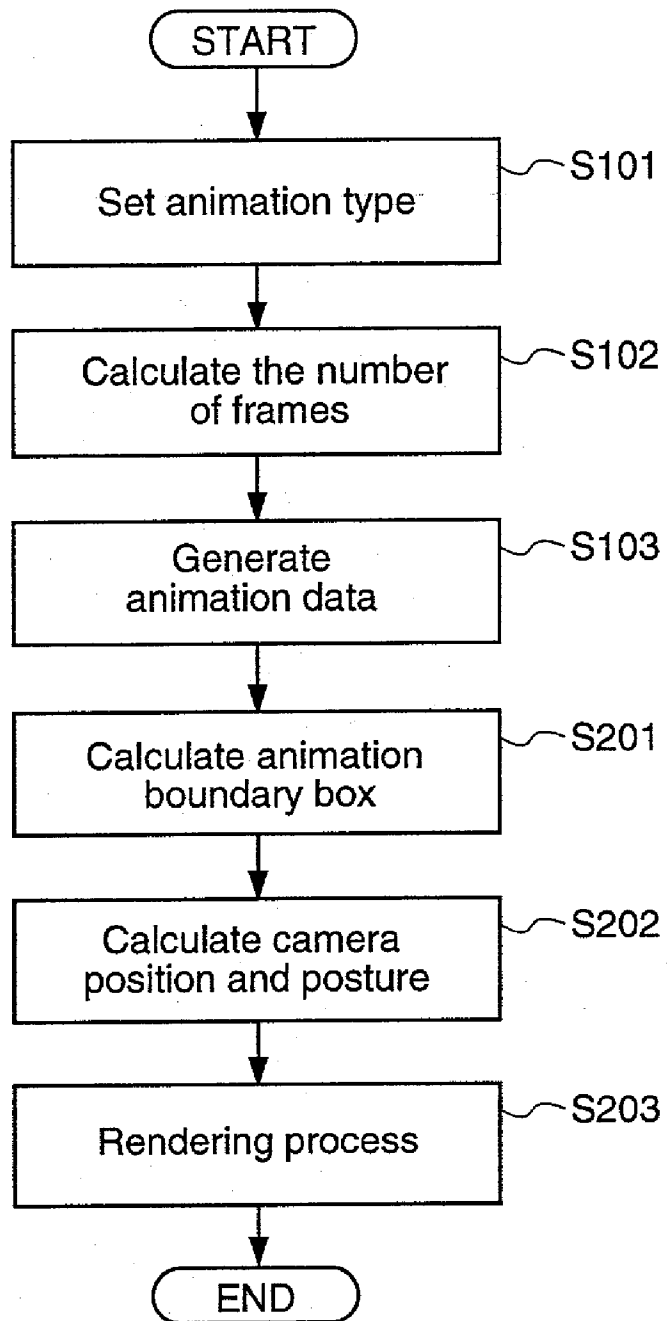 START
S101
Set animation type
S102
Calculate the number
of frames
S103
Generate
animation data
S201
Calculate animation
boundary box
S202
Calculate camera
position and posture
S203
Rendering process
END